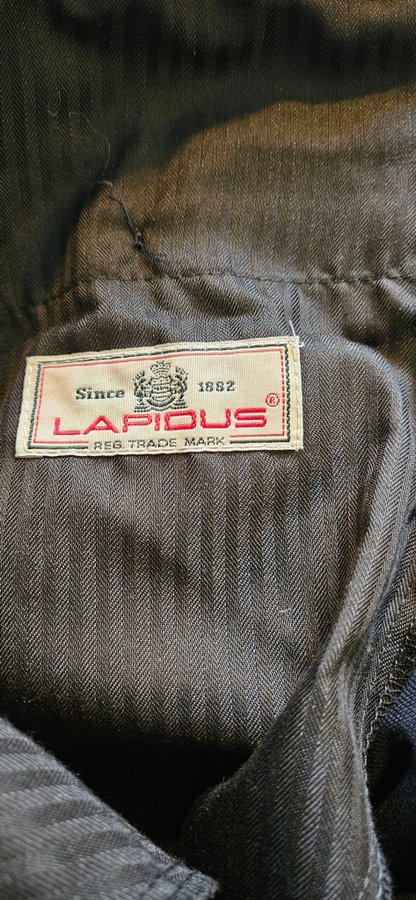 Since 1882
LAPIDUS®
REG. TRADE MARK